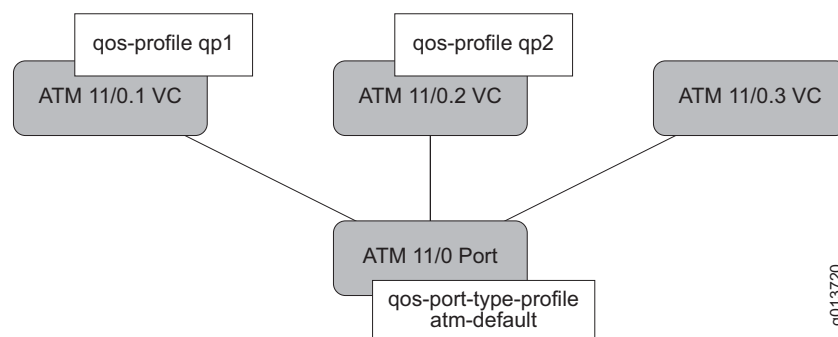 qos-profile qp1
qos-profile qp2
ATM 11/0.1 VC
ATM 11/0.2 VC
ATM 11/0.3 VC
ATM 11/0 Port
qos-port-type-profile
atm-default
g013720